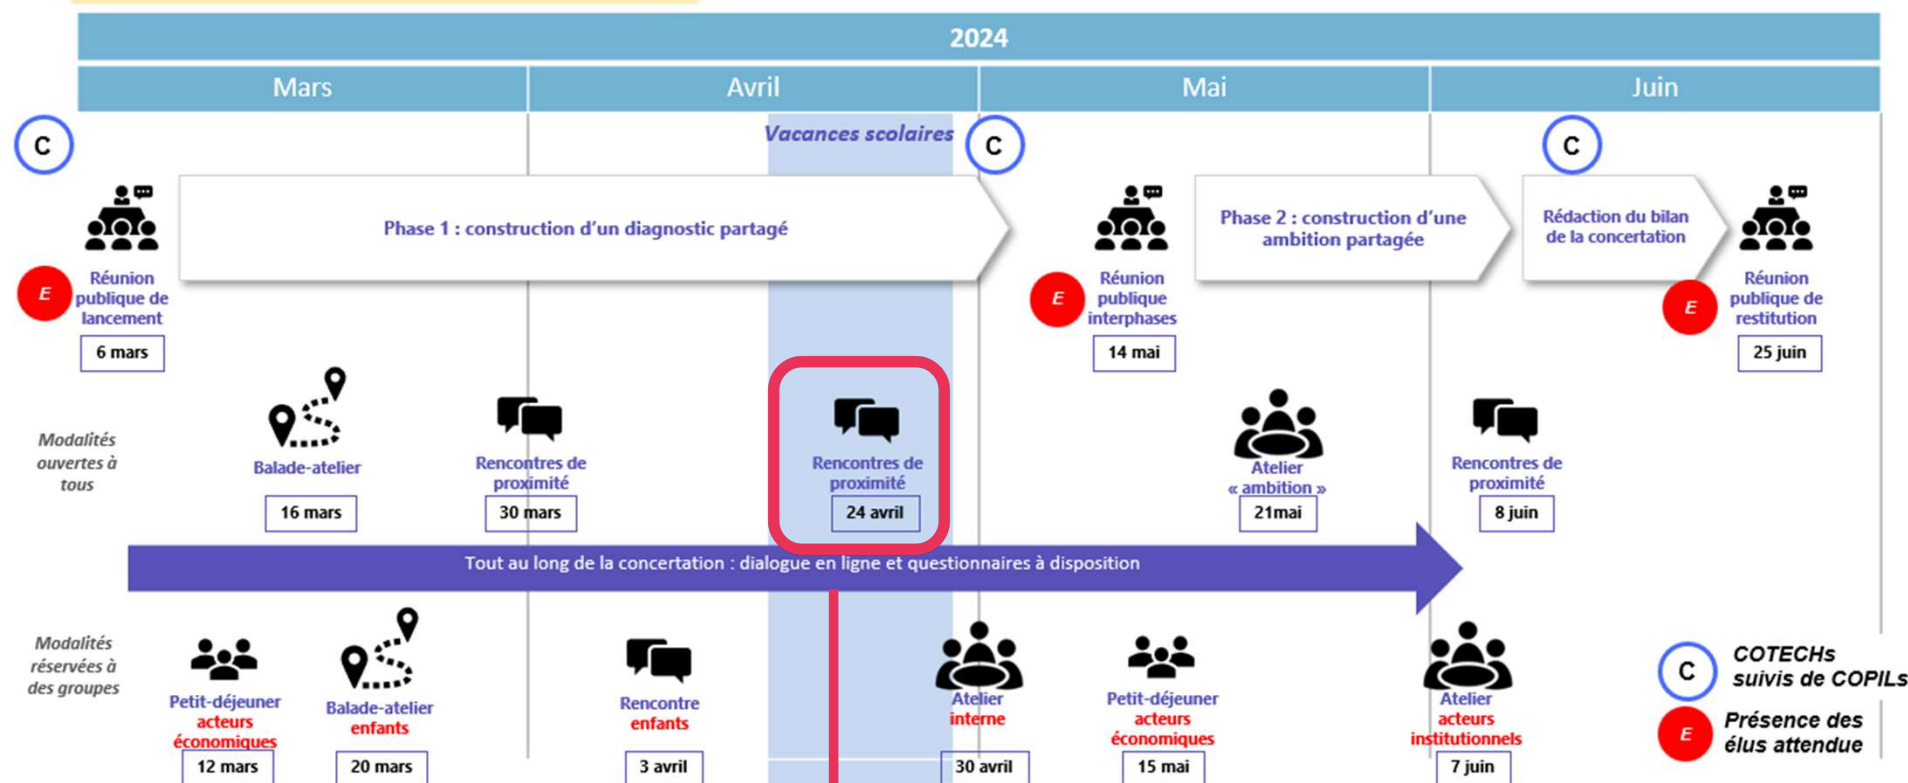 2024
Mars
Avril
Mai
Juin
Vacances scolaires
C
C
C
Phase 1 : construction d'un diagnostic partagé
Phase 2 : construction d'une
ambition partagée
Rédaction du bilan
de la concertation
E
Réunion
publique de
lancement
6 mars
E
Réunion
publique
interphases
14 mai
E
Réunion
publique de
restitution
25 juin
Modalités
ouvertes à
tous
Balade-atelier
16 mars
Rencontres de
proximité
30 mars
Rencontres de
proximité
24 avril
Atelier
« ambition »
21mai
Rencontres de
proximité
8 juin
Tout au long de la concertation : dialogue en ligne et questionnaires à disposition
Modalités
réservées à
des groupes
Petit-déjeuner
acteurs
économiques
12 mars
Balade-atelier
enfants
20 mars
Rencontre
enfants
3 avril
Atelier
interne
30 avril
Petit-déjeuner
acteurs
économiques
15 mai
Atelier
acteurs
institutionnels
7 juin
C
COTECHs
suivis de COPILs
E
Présence des
élus attendue